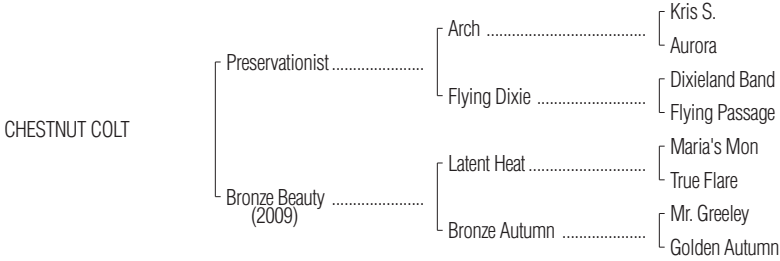 Kris S.
Arch ........................................
Aurora
Preservationist ......................
Dixieland Band
Flying Dixie ...........................
Flying Passage
CHESTNUT COLT
Maria's Mon
Latent Heat .............................
True Flare
Bronze Beauty ......................
(2009)
Mr. Greeley
Bronze Autumn .....................
Golden Autumn